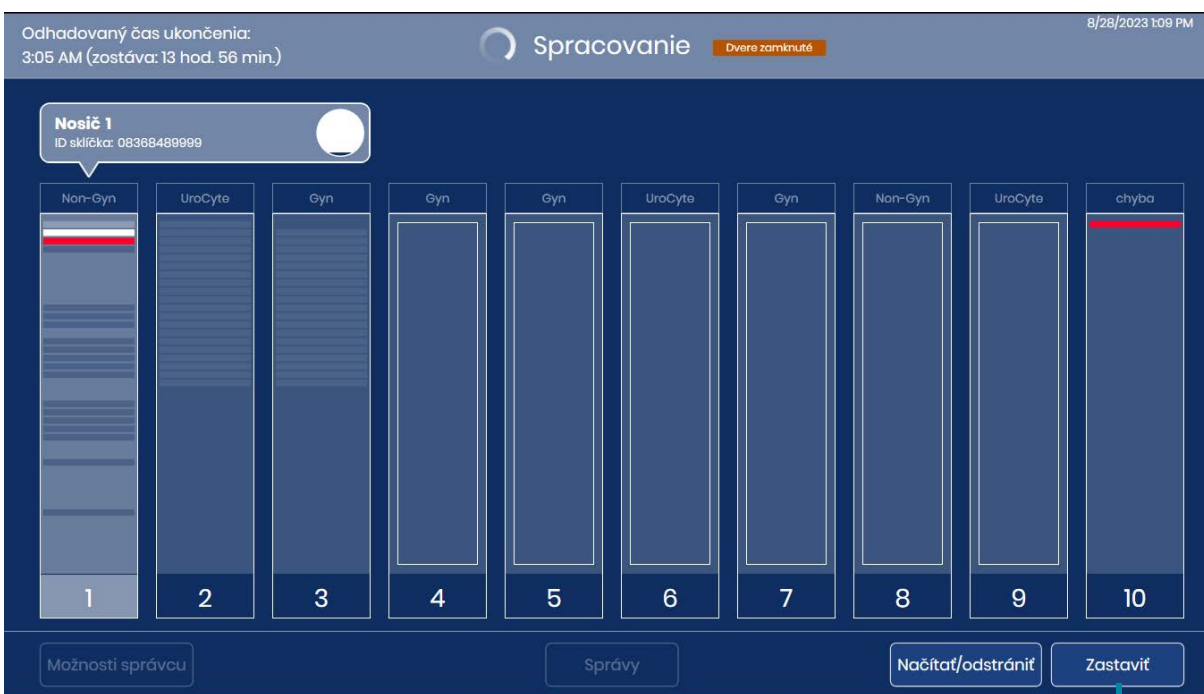 Odhadovaný čas ukončenia:
3:05 AM (zostáva: 13 hod. 56 min.)
Spracovanie
Dvere zamknuté
8/28/2023 1:09 PM
Nosič 1
ID sklíčka: 08368489999
Non-Gyn UroCyte Gyn Gyn Gyn UroCyte Gyn Non-Gyn UroCyte chyba
1 2 3 4 5 6 7 8 9 10
Možnosti správcu Správy Načítať/odstrániť Zastaviť